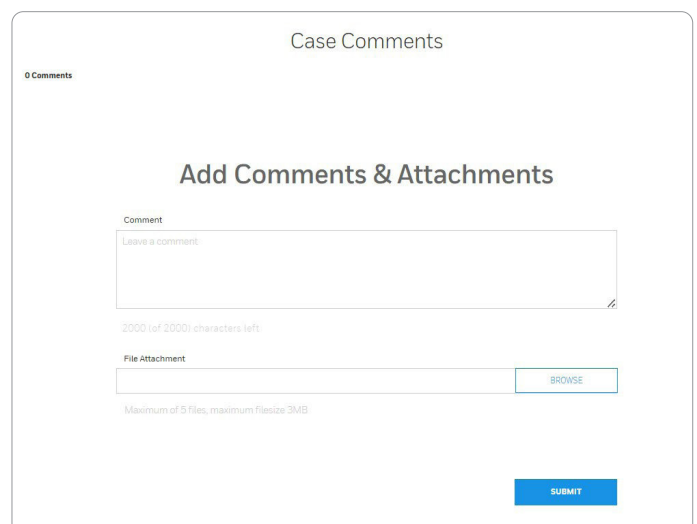 Case Comments
0 Comments
Add Comments & Attachments
Comment
Leave a comment
2000 (of 2000) characters left
File Attachment
BROWSE
Maximum of 5 files, maximum filesize 3MB
SUBMIT